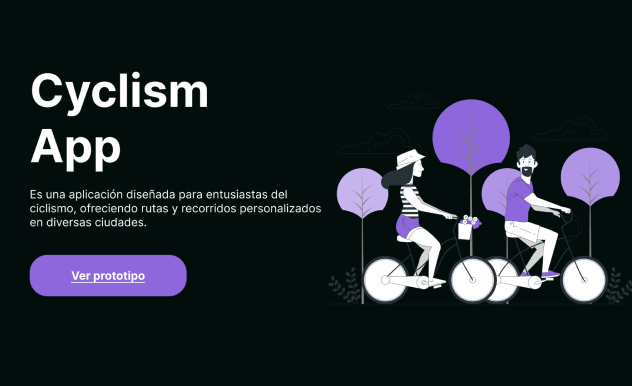 Cyclism
App
Es una aplicación diseñada para entusiastas del
ciclismo, ofreciendo rutas y recorridos personalizados
en diversas ciudades.
Ver prototipo